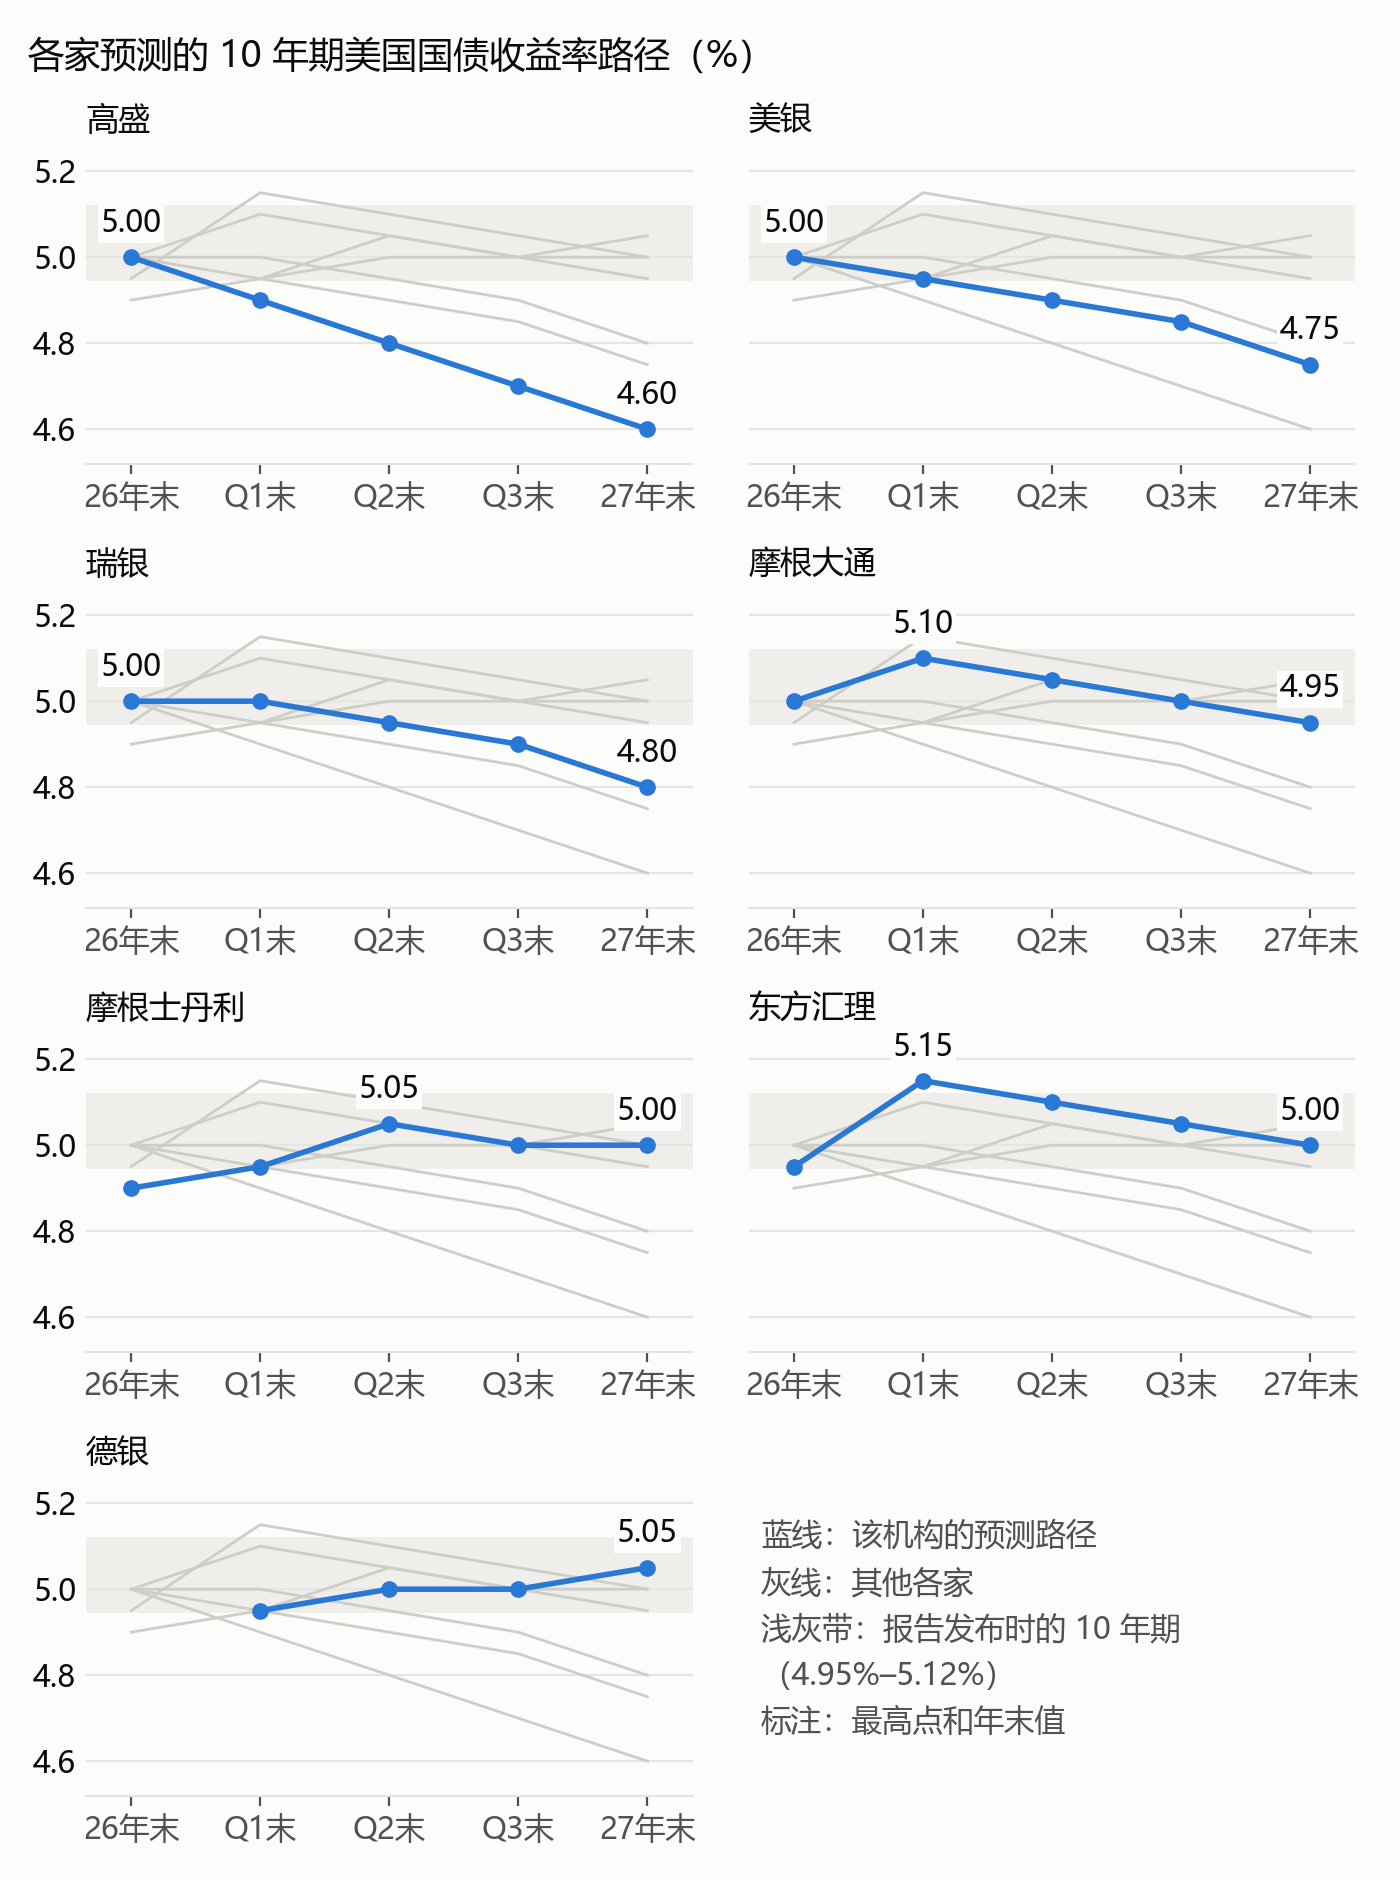 各家预测的 10 年期美国国债收益率路径（%）
高盛
5.2
5.0
4.8
4.6
5.00
4.60
26年末 Q1末 Q2末 Q3末 27年末
美银
5.00
4.75
26年末 Q1末 Q2末 Q3末 27年末
瑞银
5.2
5.0
4.8
4.6
5.00
4.80
26年末 Q1末 Q2末 Q3末 27年末
摩根大通
5.10
4.95
26年末 Q1末 Q2末 Q3末 27年末
摩根士丹利
5.2
5.0
4.8
4.6
5.05
5.00
26年末 Q1末 Q2末 Q3末 27年末
东方汇理
5.15
5.00
26年末 Q1末 Q2末 Q3末 27年末
德银
5.2
5.0
4.8
4.6
5.05
26年末 Q1末 Q2末 Q3末 27年末
蓝线：该机构的预测路径
灰线：其他各家
浅灰带：报告发布时的 10 年期
（4.95%–5.12%）
标注：最高点和年末值